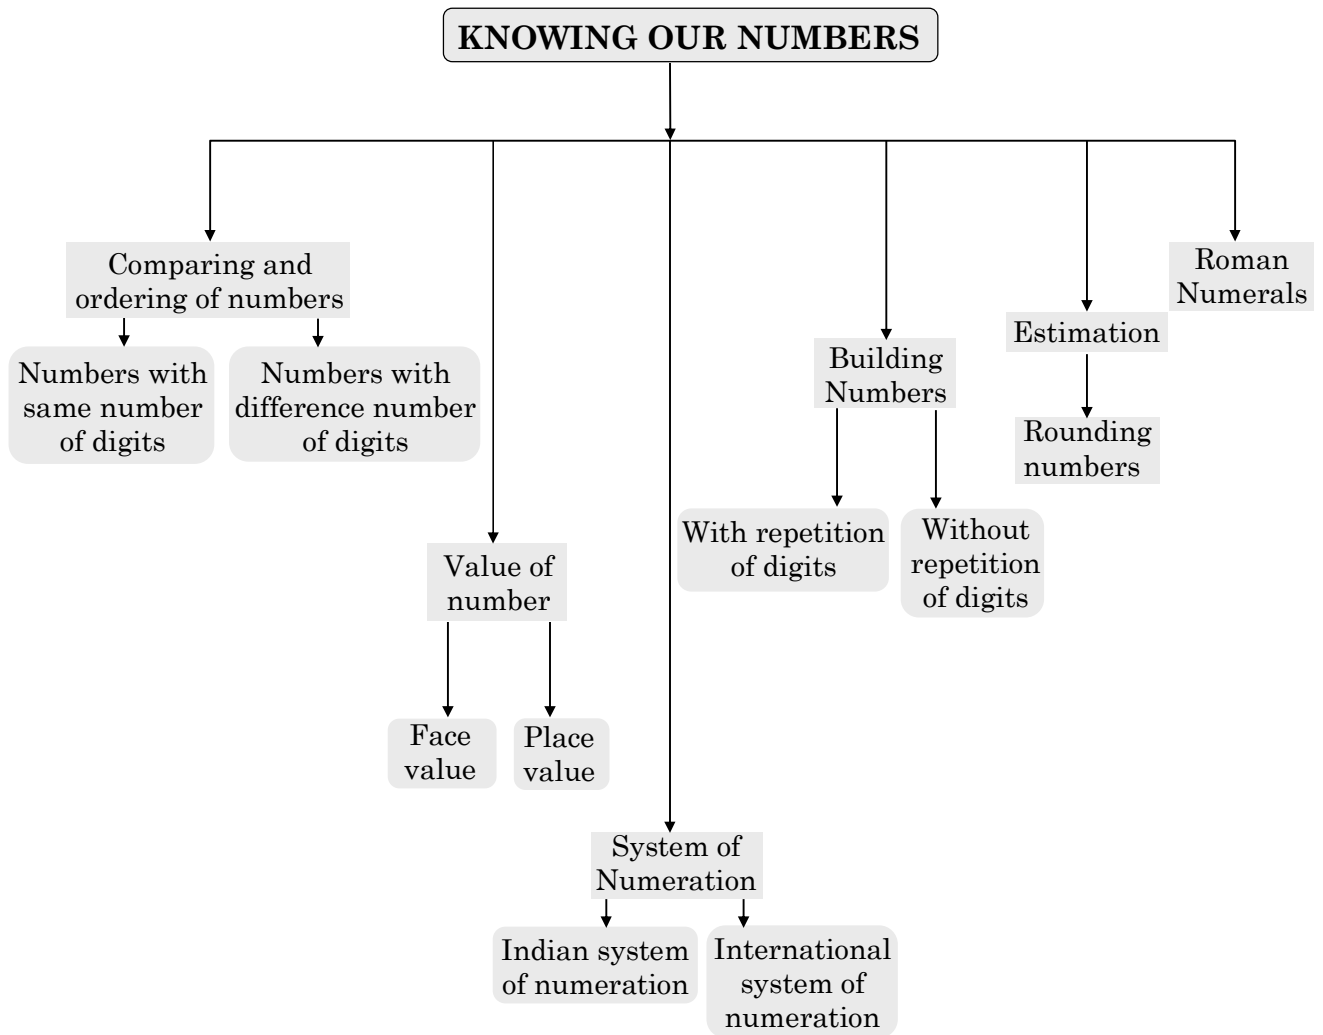 KNOWING OUR NUMBERS
Comparing and
ordering of numbers
Numbers with
same number
of digits
Numbers with
difference number
of digits
Value of
number
Face
value
Place
value
System of
Numeration
Indian system
of numeration
International
system of
numeration
Building
Numbers
With repetition
of digits
Without
repetition
of digits
Estimation
Rounding
numbers
Roman
Numerals